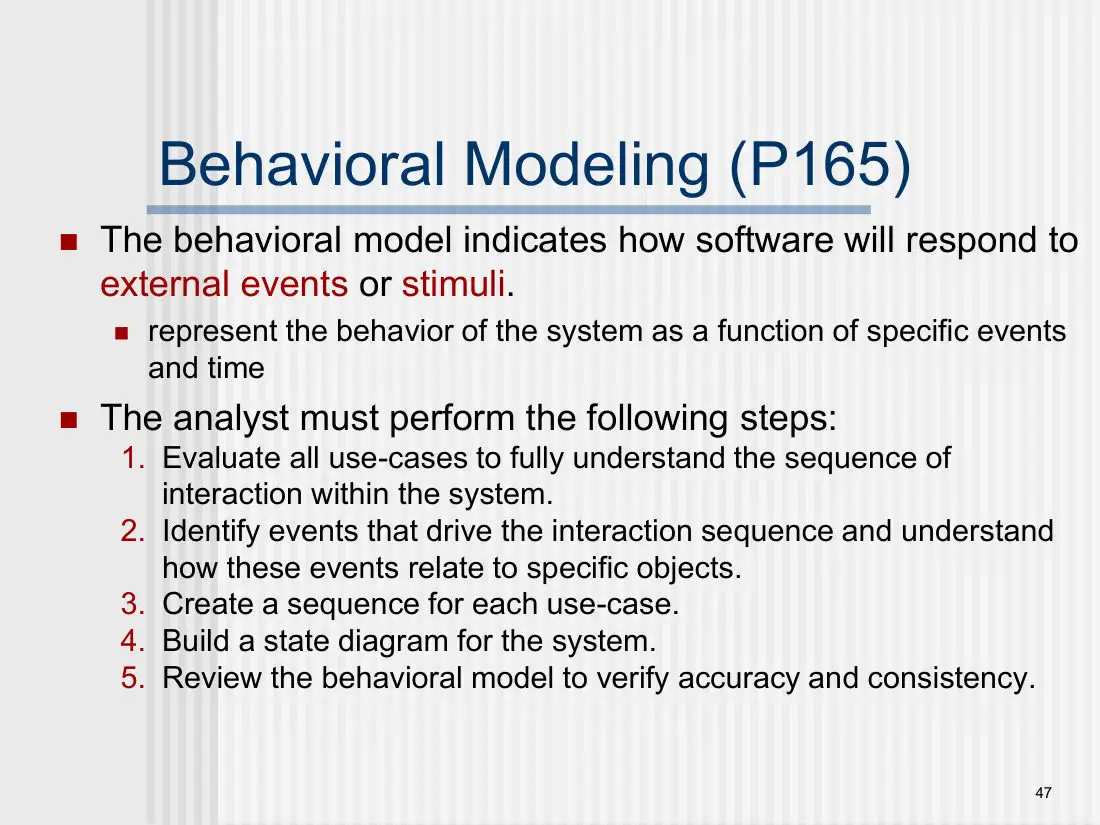 Behavioral Modeling (P165)
The behavioral model indicates how software will respond to
external events or stimuli.
represent the behavior of the system as a function of specific events
and time
The analyst must perform the following steps:
1. Evaluate all use-cases to fully understand the sequence of
interaction within the system.
2. Identify events that drive the interaction sequence and understand
how these events relate to specific objects.
3. Create a sequence for each use-case.
4. Build a state diagram for the system.
5. Review the behavioral model to verify accuracy and consistency.
47